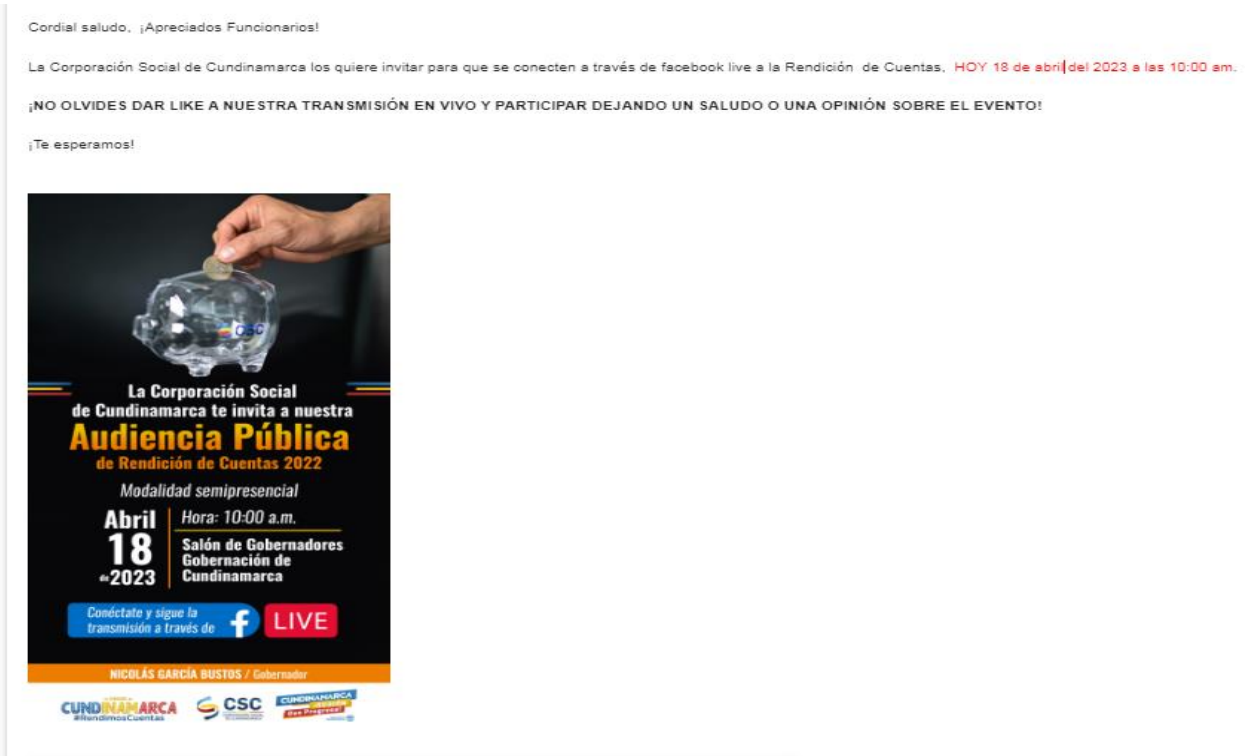 Cordial saludo, ¡Apreciados Funcionarios!
La Corporación Social de Cundinamarca los quiere invitar para que se conecten a través de facebook live a la Rendición de Cuentas, HOY 18 de abril del 2023 a las 10:00 am.
¡NO OLVIDES DAR LIKE A NUESTRA TRANSMISIÓN EN VIVO Y PARTICIPAR DEJANDO UN SALUDO O UNA OPINIÓN SOBRE EL EVENTO!
¡Te esperamos!
CSC
La Corporación Social
de Cundinamarca te invita a nuestra
Audiencia Pública
de Rendición de Cuentas 2022
Modalidad semipresencial
Abril
18
de 2023
Hora: 10:00 a.m.
Salón de Gobernadores
Gobernación de
Cundinamarca
Conéctate y sigue la
transmisión a través de
f LIVE
NICOLÁS GARCÍA BUSTOS / Gobernador
CUNDINAMARCA
#RendimosCuentas
CSC
CUNDINAMARCA
¡Región
Que Progresa!